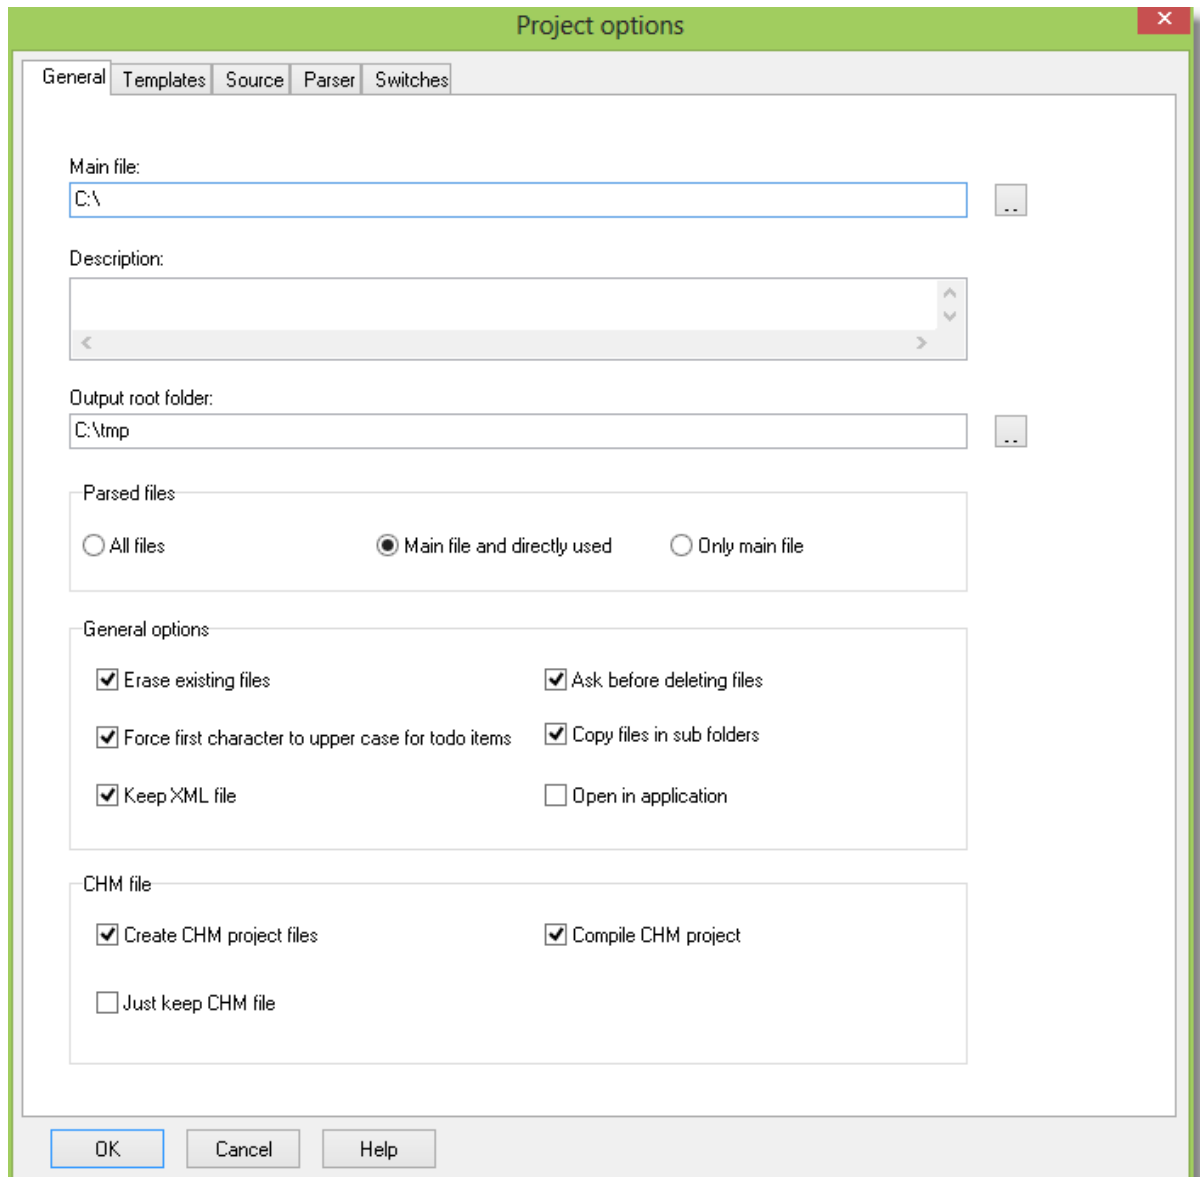 Project options
General Templates Source Parser Switches
Main file:
C:\
..
Description:
Output root folder:
C:\tmp
..
Parsed files
All files Main file and directly used Only main file
General options
Erase existing files Ask before deleting files
Force first character to upper case for todo items Copy files in sub folders
Keep XML file Open in application
CHM file
Create CHM project files Compile CHM project
Just keep CHM file
OK Cancel Help